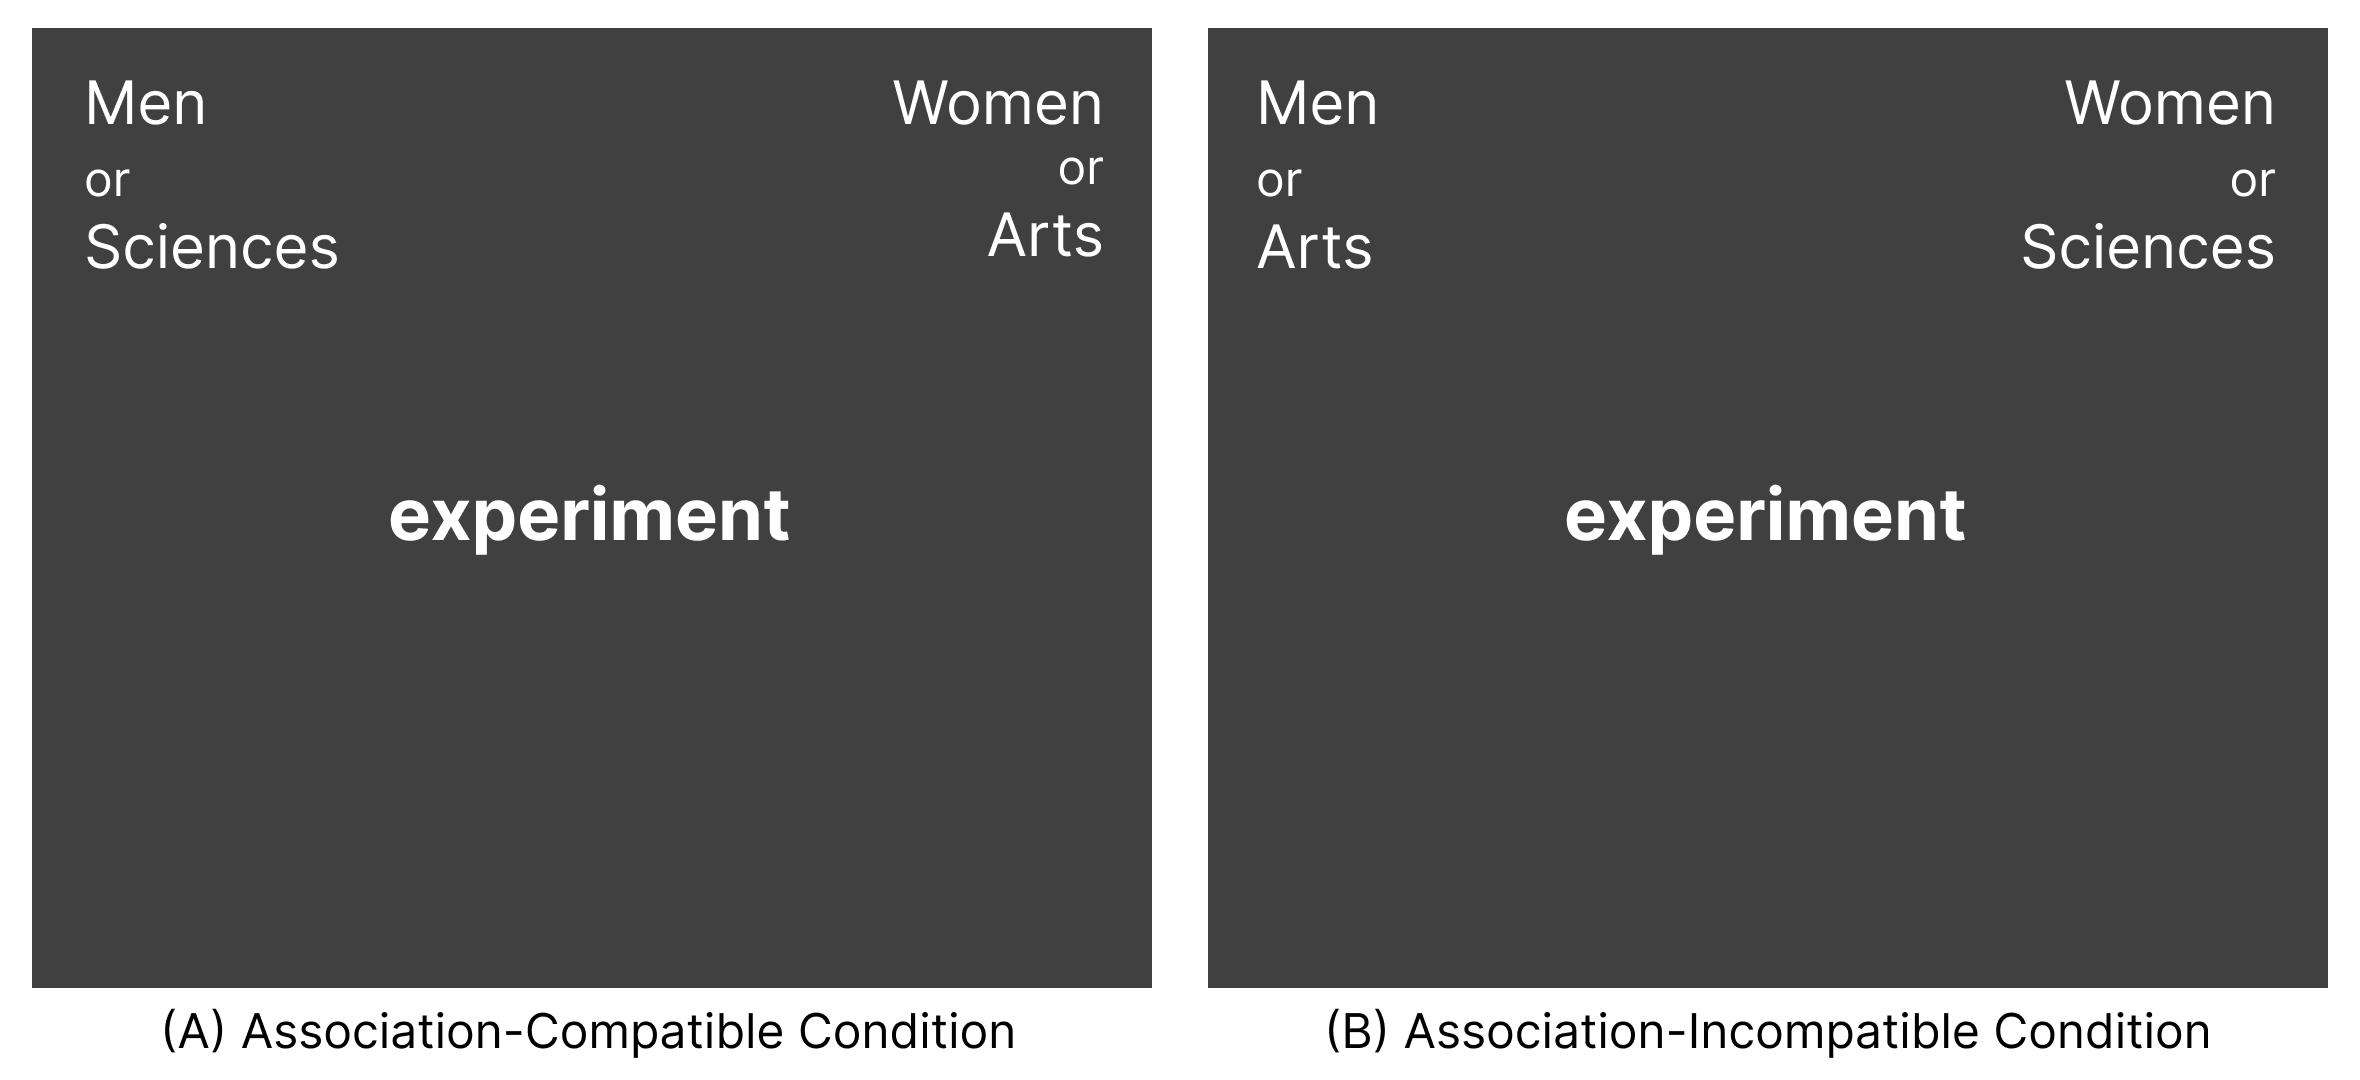 Men
or
Sciences
Women
or
Arts
experiment
(A) Association-Compatible Condition
Men
or
Arts
Women
or
Sciences
experiment
(B) Association-Incompatible Condition